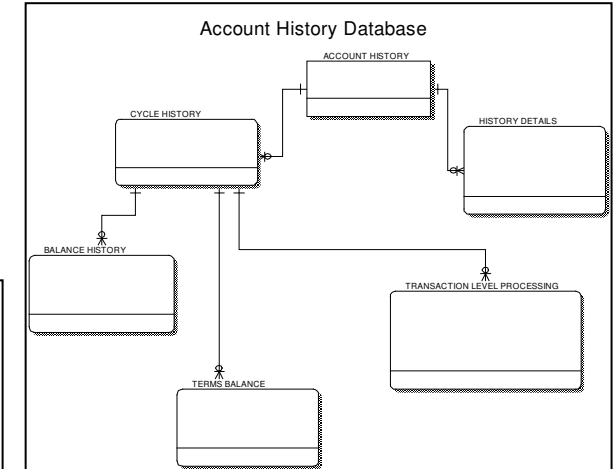 Account History Database
ACCOUNT HISTORY
CYCLE HISTORY
HISTORY DETAILS
BALANCE HISTORY
TRANSACTION LEVEL PROCESSING
TERMS BALANCE